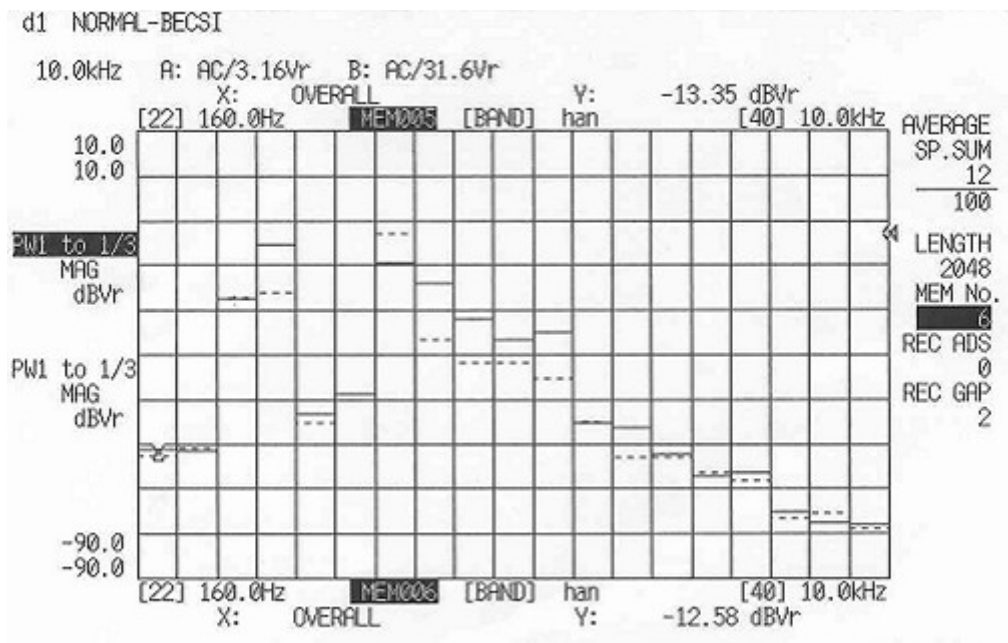 d1 NORMAL-BECSI
10.0kHz A: AC/3.16Vr B: AC/31.6Vr
X: OVERALL Y: -13.35 dBVr
[22] 160.0Hz MEM005 [BAND] han [40] 10.0kHz
10.0
10.0
PW1 to 1/3
MAG
dBVr
PW1 to 1/3
MAG
dBVr
-90.0
-90.0
AVERAGE
SP.SUM
12
100
LENGTH
2048
MEM No.
6
REC ADS
0
REC GAP
2
[22] 160.0Hz MEM006 [BAND] han [40] 10.0kHz
X: OVERALL Y: -12.58 dBVr